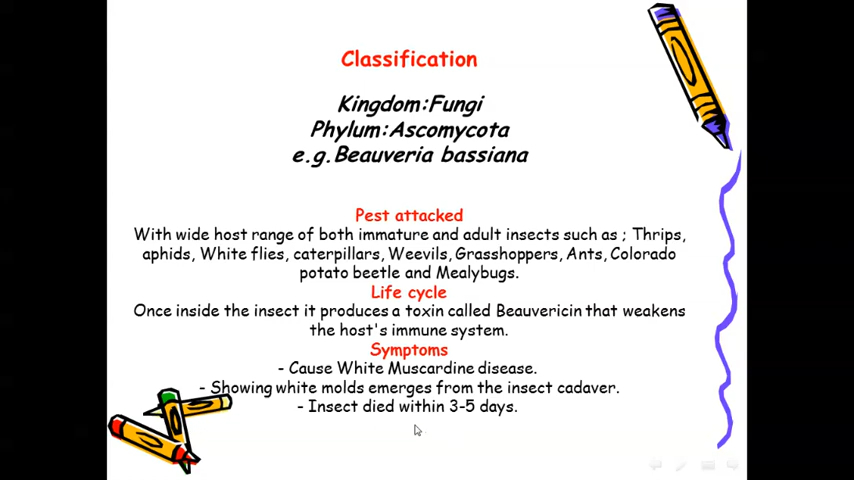 Classification
Kingdom:Fungi
Phylum:Ascomycota
e.g.Beauveria bassiana
Pest attacked
With wide host range of both immature and adult insects such as ; Thrips,
aphids, White flies, caterpillars, Weevils, Grasshoppers, Ants, Colorado
potato beetle and Mealybugs.
Life cycle
Once inside the insect it produces a toxin called Beauvericin that weakens
the host's immune system.
Symptoms
- Cause White Muscardine disease.
- Showing white molds emerges from the insect cadaver.
- Insect died within 3-5 days.